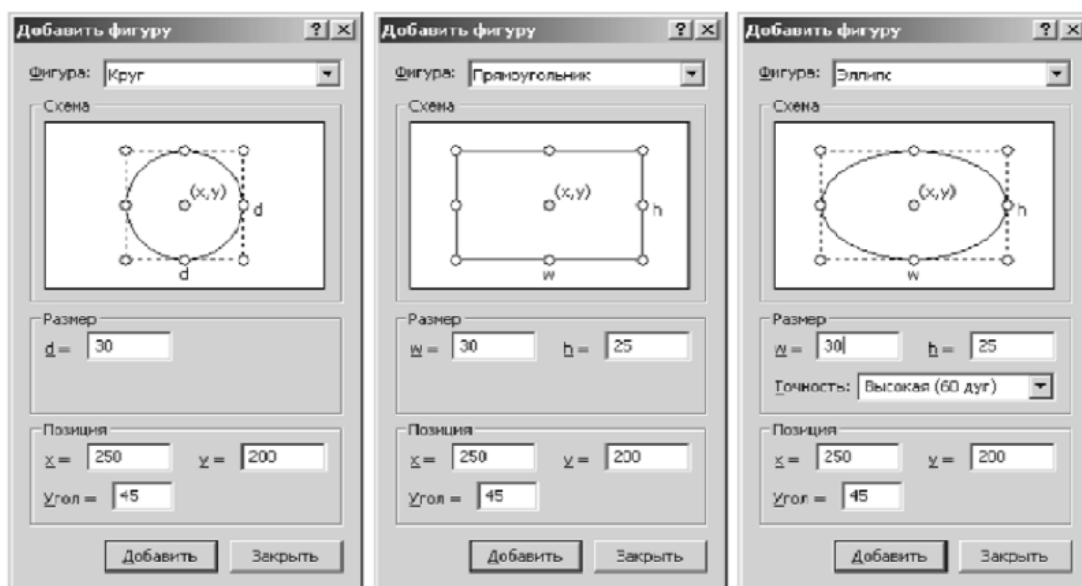 Добавить фигуру ? ×
Фигура: Круг
Схема
(x,y)
d
d
Размер
d = 30
Позиция
x = 250 y = 200
Угол = 45
Добавить Закрыть
Добавить фигуру ? ×
Фигура: Прямоугольник
Схема
(x,y)
h
w
Размер
w = 30 h = 25
Позиция
x = 250 y = 200
Угол = 45
Добавить Закрыть
Добавить фигуру ? ×
Фигура: Эллипс
Схема
(x,y)
h
w
Размер
w = 30 h = 25
Точность: Высокая (60 дуг)
Позиция
x = 250 y = 200
Угол = 45
Добавить Закрыть